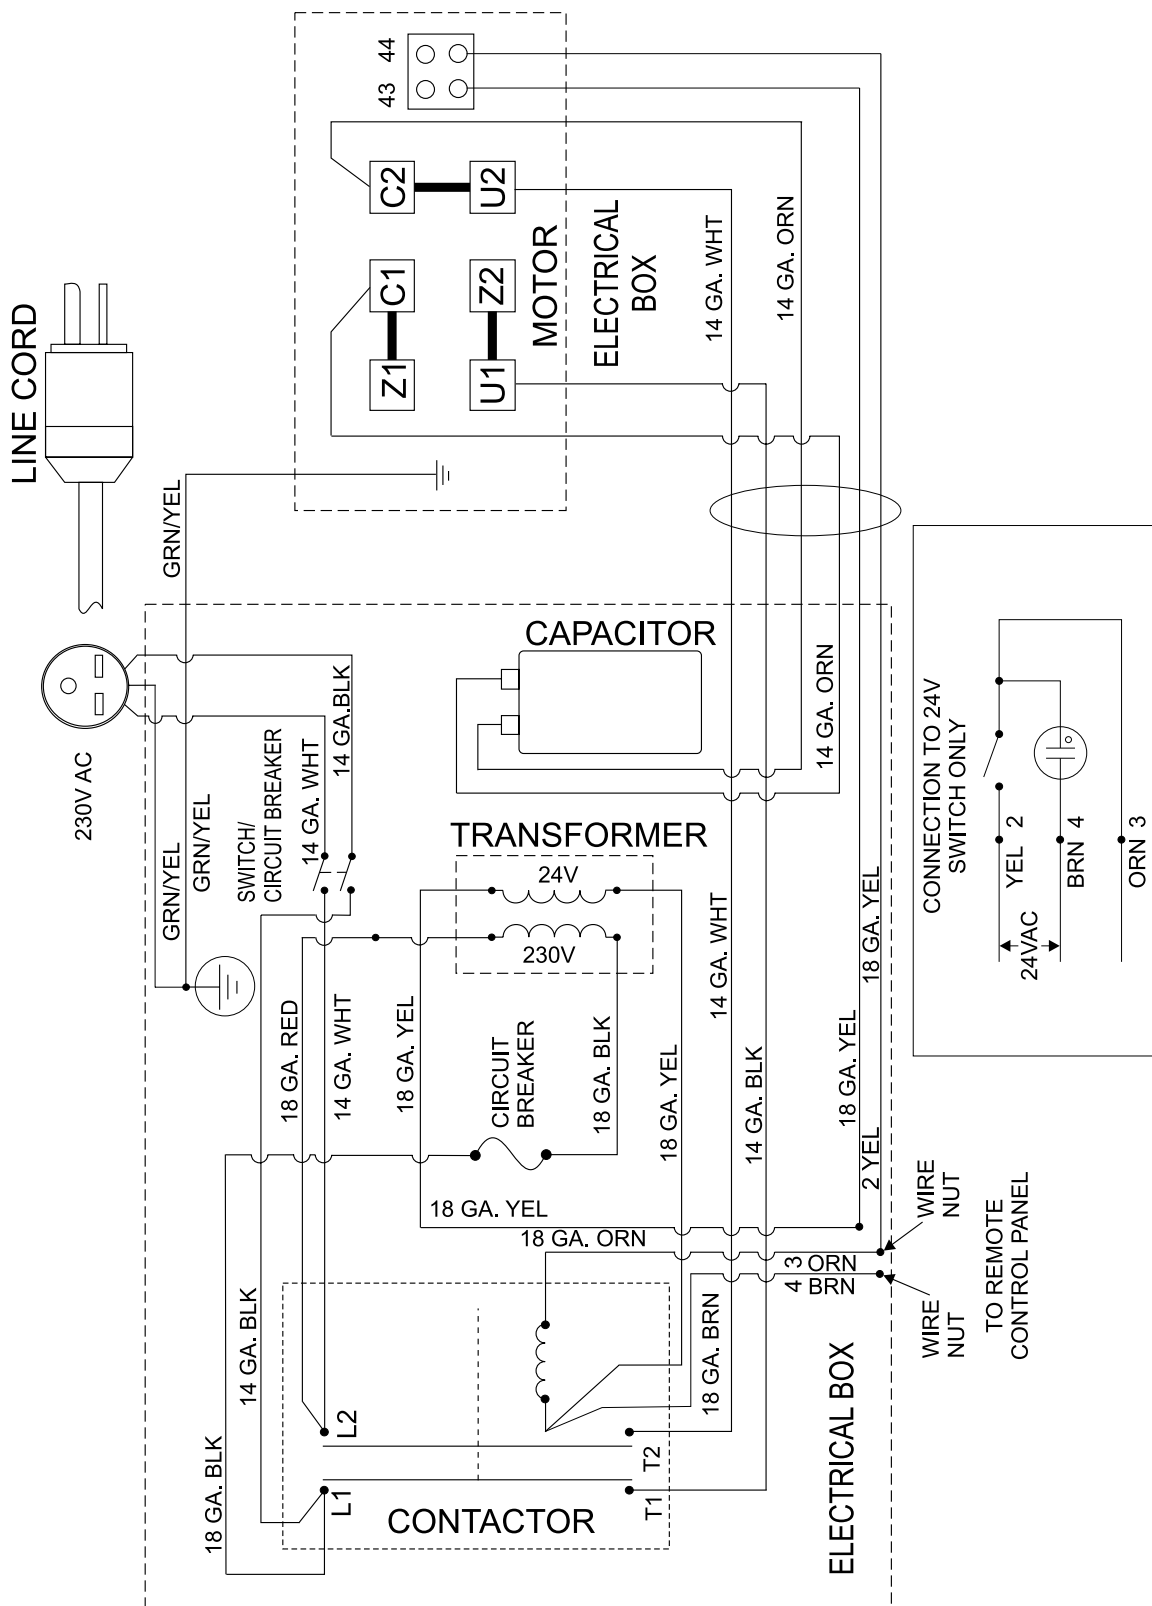 LINE CORD
230V AC
GRN/YEL
GRN/YEL
GRN/YEL
43
44
C2
U2
C1
Z2
Z1
U1
MOTOR
ELECTRICAL
BOX
14 GA. WHT
14 GA. ORN
SWITCH/
CIRCUIT BREAKER
14 GA. WHT
14 GA.BLK
CAPACITOR
14 GA. ORN
TRANSFORMER
24V
230V
18 GA. RED
14 GA. WHT
18 GA. YEL
CIRCUIT
BREAKER
18 GA. BLK
18 GA. YEL
14 GA. WHT
14 GA. BLK
18 GA. YEL
18 GA. YEL
2 YEL
18 GA. YEL
18 GA. ORN
3 ORN
4 BRN
18 GA. BLK
14 GA. BLK
L1
L2
T1
T2
CONTACTOR
18 GA. BRN
ELECTRICAL BOX
WIRE
NUT
WIRE
NUT
TO REMOTE
CONTROL PANEL
CONNECTION TO 24V
SWITCH ONLY
YEL 2
BRN 4
ORN 3
24VAC